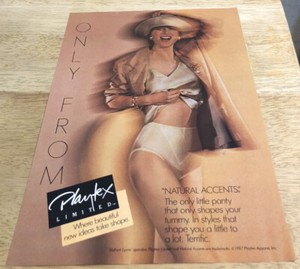 ONLY FROM
Playtex
LIMITED™
Where beautiful
new ideas take shape.
"NATURAL ACCENTS"
The only little panty
that only shapes your
tummy. In styles that
shape you a little to
a lot. Terrific.